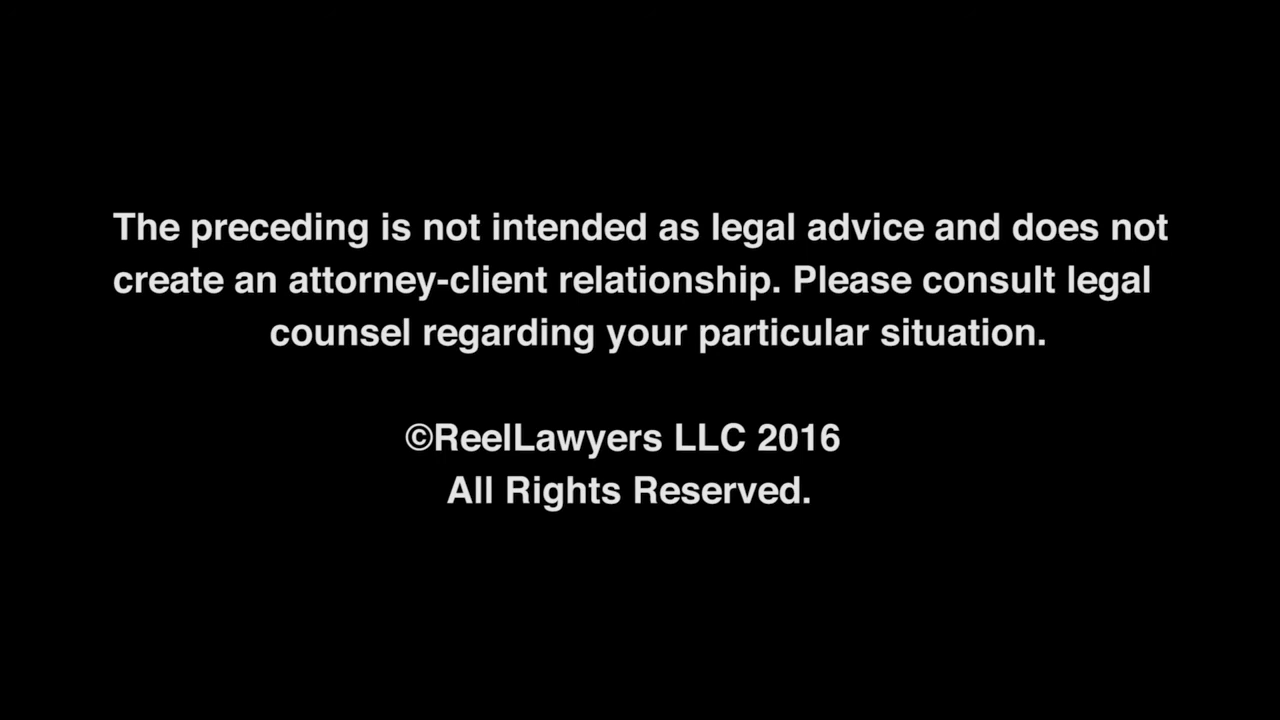 The preceding is not intended as legal advice and does not
create an attorney-client relationship. Please consult legal
counsel regarding your particular situation.
©ReelLawyers LLC 2016
All Rights Reserved.